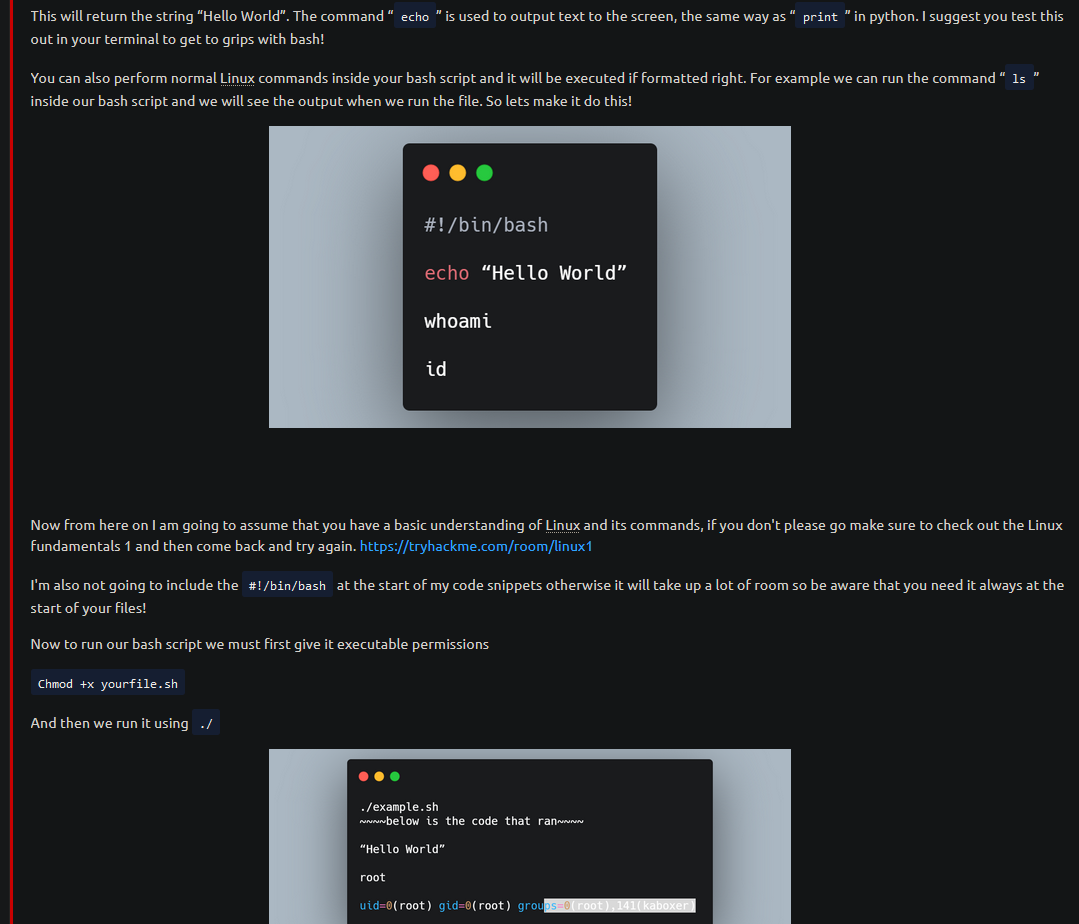 This will return the string “Hello World”. The command “ echo ” is used to output text to the screen, the same way as “ print ” in python. I suggest you test this
out in your terminal to get to grips with bash!
You can also perform normal Linux commands inside your bash script and it will be executed if formatted right. For example we can run the command “ ls ”
inside our bash script and we will see the output when we run the file. So lets make it do this!
#!/bin/bash
echo “Hello World”
whoami
id
Now from here on I am going to assume that you have a basic understanding of Linux and its commands, if you don't please go make sure to check out the Linux
fundamentals 1 and then come back and try again. https://tryhackme.com/room/linux1
I'm also not going to include the #!/bin/bash at the start of my code snippets otherwise it will take up a lot of room so be aware that you need it always at the
start of your files!
Now to run our bash script we must first give it executable permissions
Chmod +x yourfile.sh
And then we run it using ./
./example.sh
~~~~below is the code that ran~~~~
“Hello World”
root
uid=0(root) gid=0(root) groups=0(root),141(kaboxer)